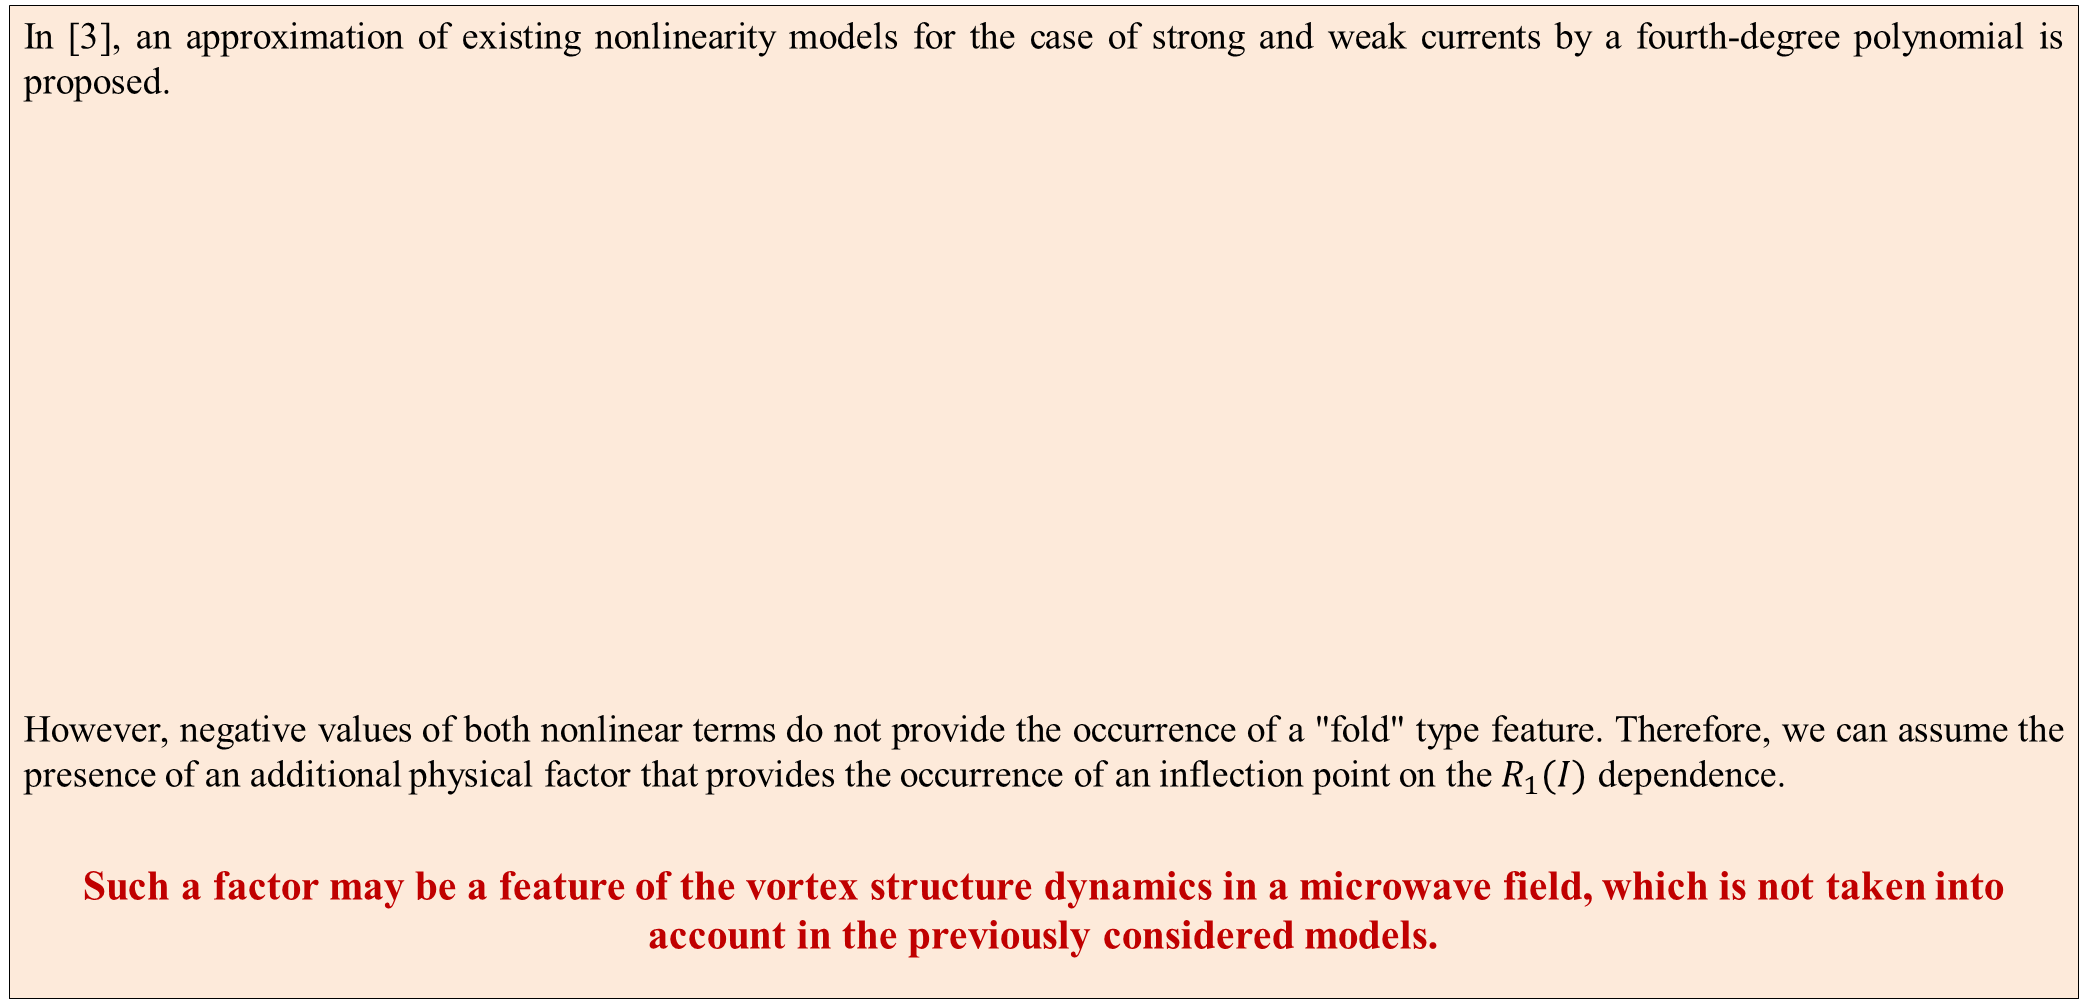 In [3], an approximation of existing nonlinearity models for the case of strong and weak currents by a fourth-degree polynomial is
proposed.
However, negative values of both nonlinear terms do not provide the occurrence of a "fold" type feature. Therefore, we can assume the
presence of an additional physical factor that provides the occurrence of an inflection point on the R₁(I) dependence.
Such a factor may be a feature of the vortex structure dynamics in a microwave field, which is not taken into
account in the previously considered models.